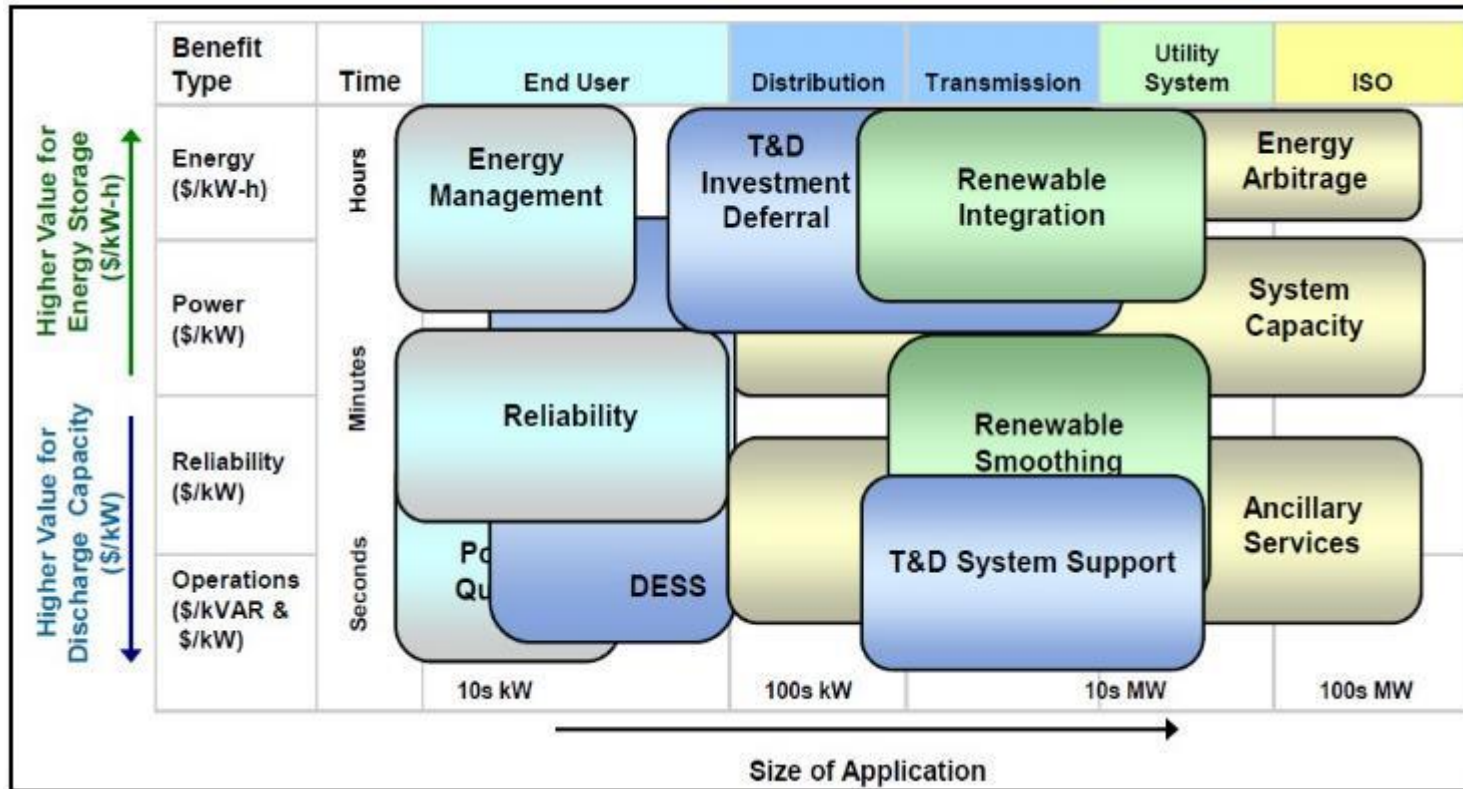 Benefit
Type
Time
End User
Distribution
Transmission
Utility
System
ISO
Higher Value for
Energy Storage
($/kW-h)
Higher Value for
Discharge Capacity
($/kW)
Energy
($/kW-h)
Power
($/kW)
Reliability
($/kW)
Operations
($/kVAR &
$/kW)
Hours
Minutes
Seconds
Energy
Management
T&D
Investment
Deferral
Renewable
Integration
Energy
Arbitrage
System
Capacity
Reliability
Renewable
Smoothing
Ancillary
Services
T&D System Support
DESS
10s kW
100s kW
10s MW
100s MW
Size of Application